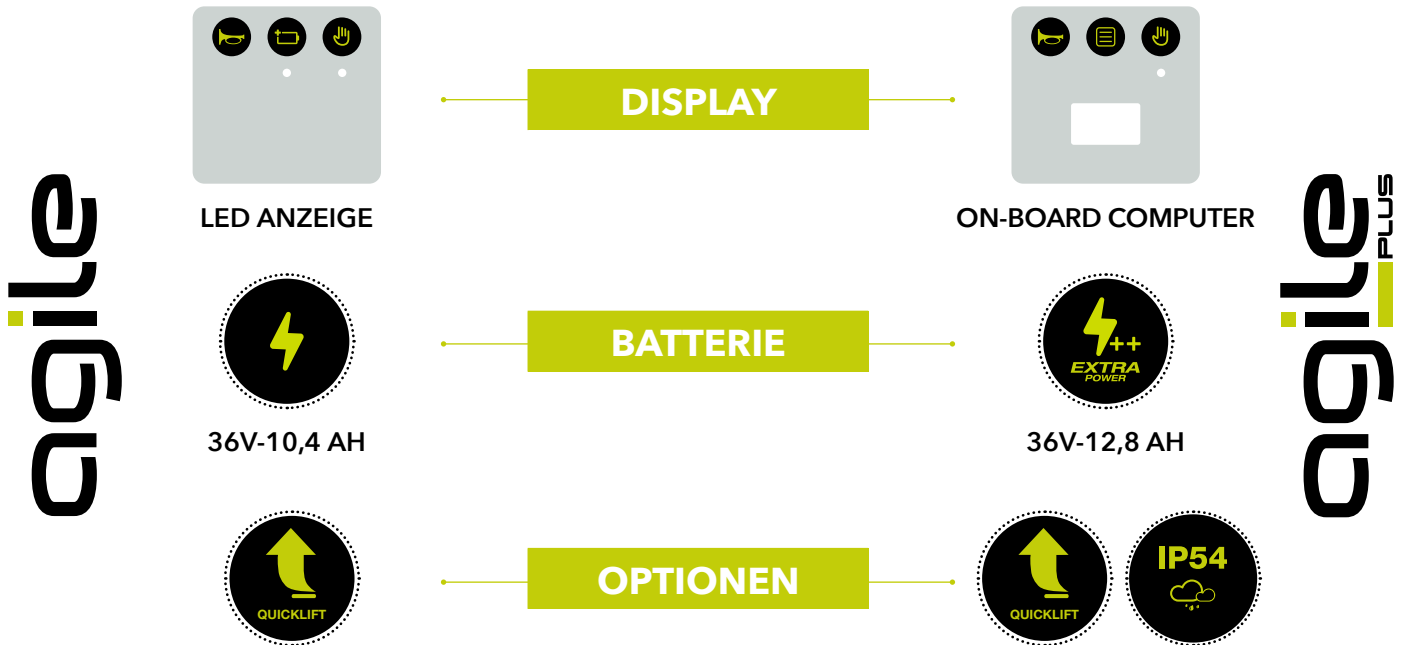 agile
DISPLAY
LED ANZEIGE
ON-BOARD COMPUTER
BATTERIE
++
EXTRA
POWER
36V-10,4 AH
36V-12,8 AH
QUICKLIFT
OPTIONEN
QUICKLIFT
IP54
agile
PLUS